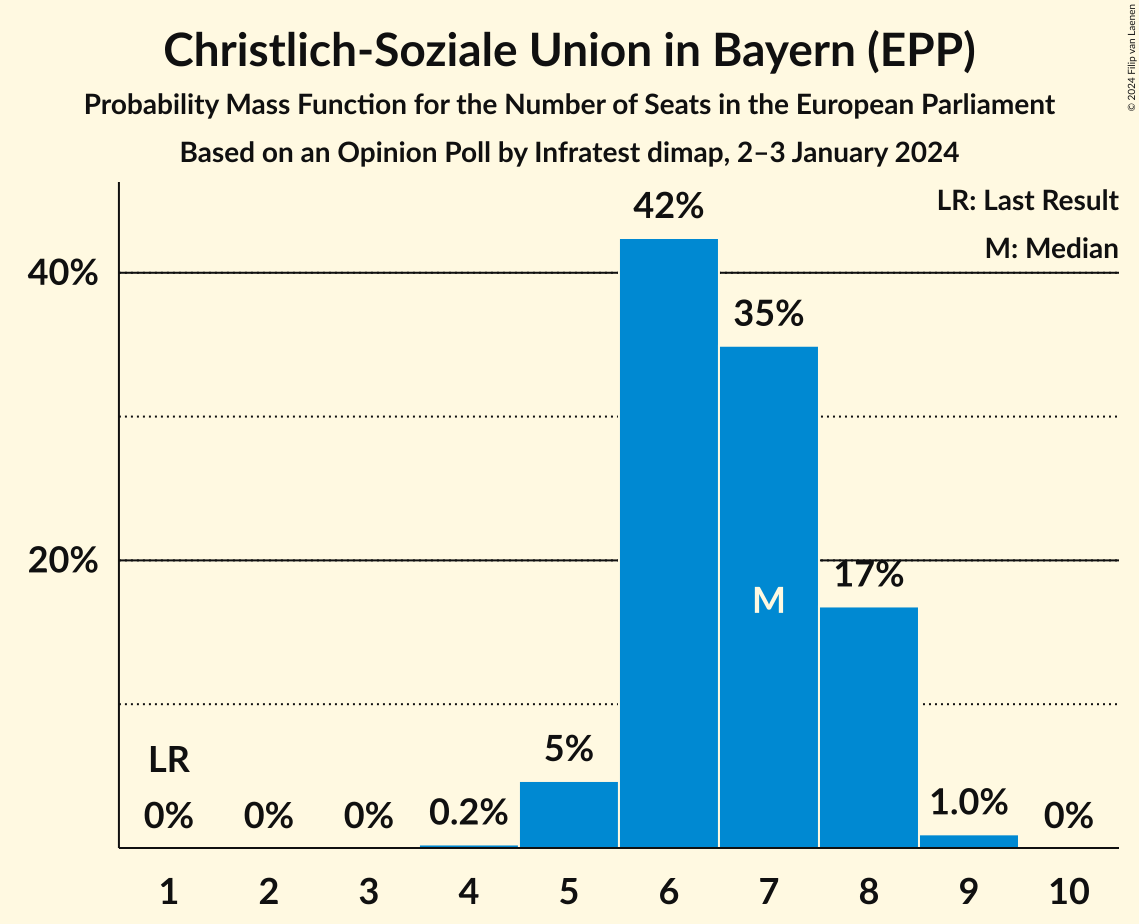 Christlich-Soziale Union in Bayern (EPP)
Probability Mass Function for the Number of Seats in the European Parliament
Based on an Opinion Poll by Infratest dimap, 2–3 January 2024
© 2024 Filip van Laenen
LR: Last Result
M: Median
42%
40%
35%
20%
17%
M
5%
LR
0% 0% 0% 0.2% 1.0% 0%
1 2 3 4 5 6 7 8 9 10